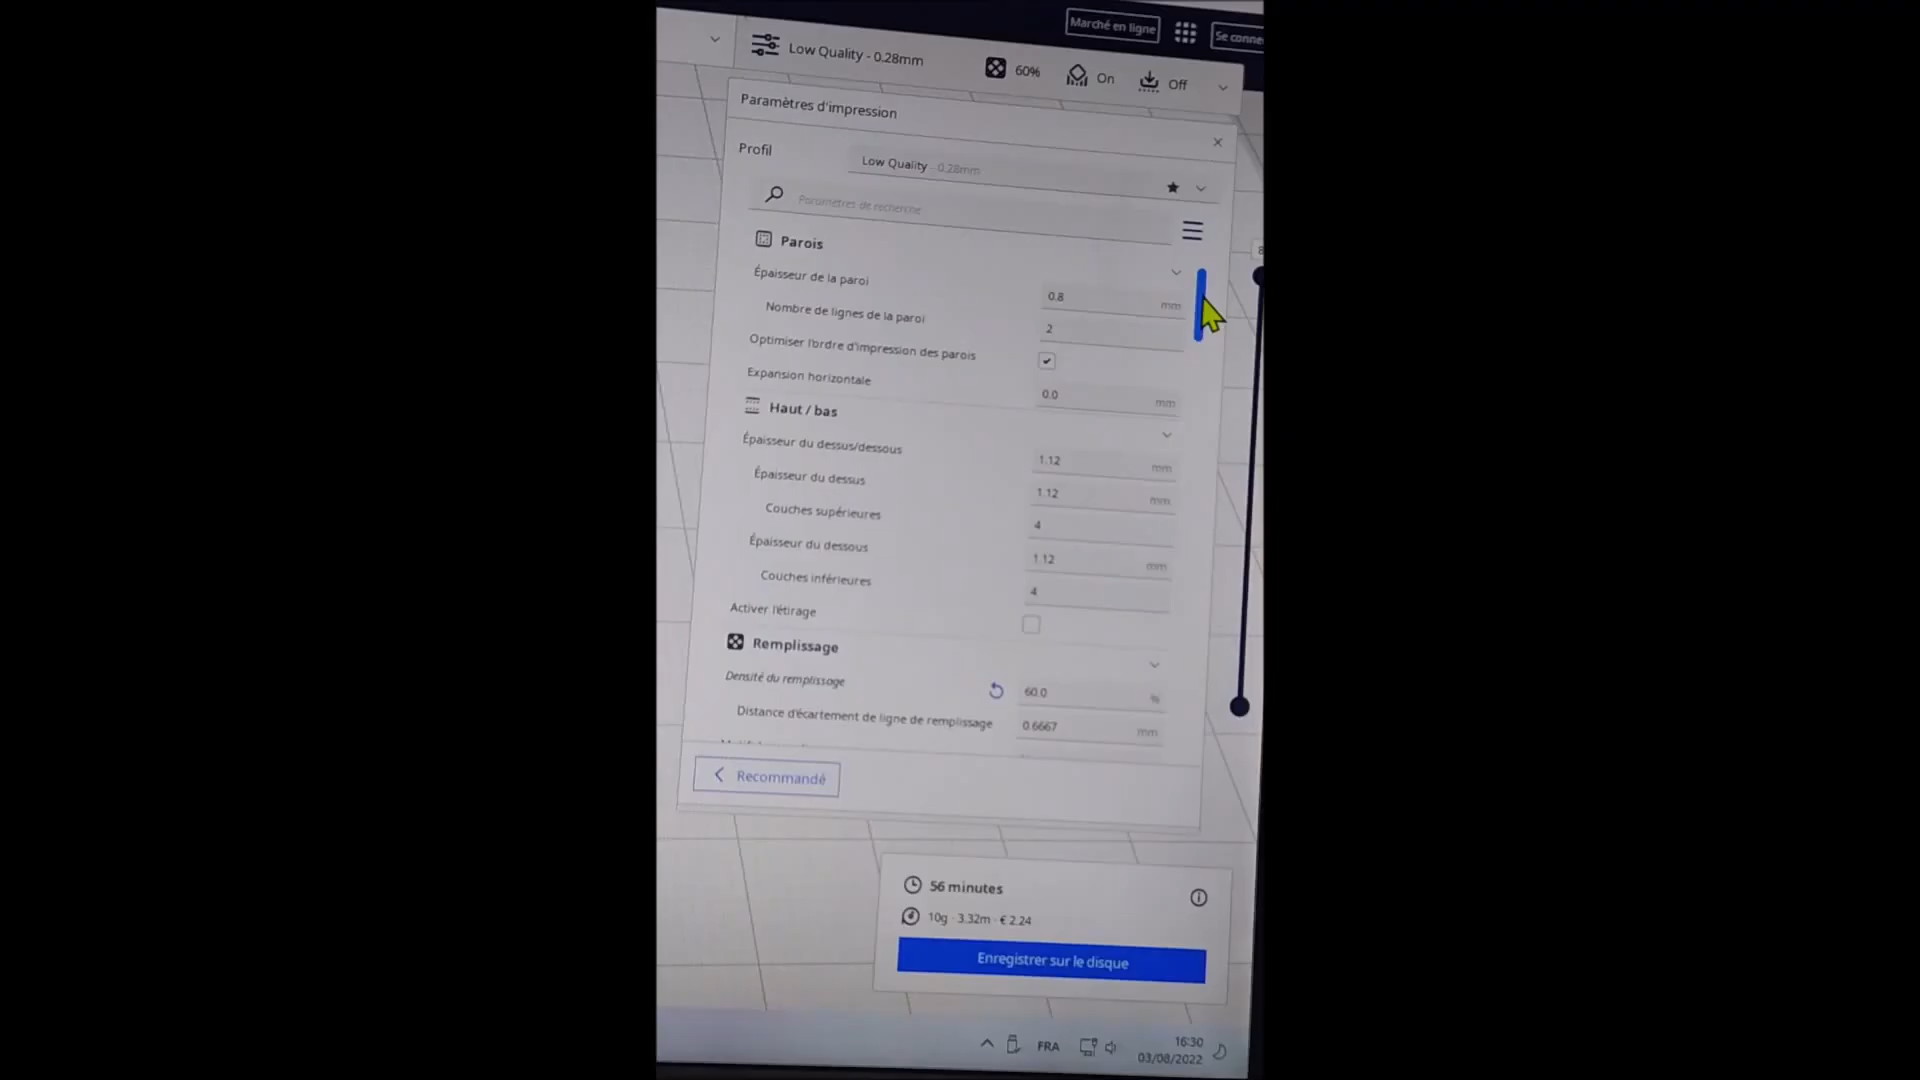 Marché en ligne
Se conne
Low Quality - 0.28mm
60%
On
Off
Paramètres d'impression
Profil
Low Quality - 0.28mm
Paramètres de recherche
Parois
Épaisseur de la paroi
0.8 mm
Nombre de lignes de la paroi
2
Optimiser l'ordre d'impression des parois
Expansion horizontale
0.0 mm
Haut / bas
Épaisseur du dessus/dessous
1.12 mm
Épaisseur du dessus
1.12 mm
Couches supérieures
4
Épaisseur du dessous
1.12 mm
Couches inférieures
4
Activer l'étirage
Remplissage
Densité du remplissage
60.0 %
Distance d'écartement de ligne de remplissage
0.6667 mm
Recommandé
56 minutes
10g · 3.32m · € 2.24
Enregistrer sur le disque
FRA
16:30
03/08/2022